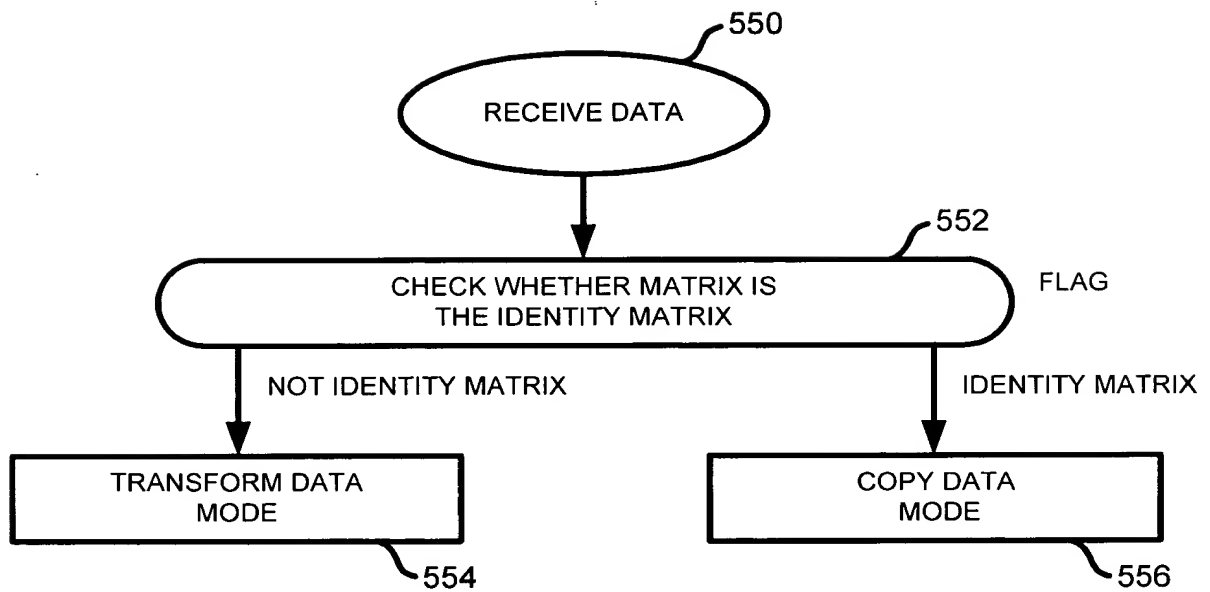 550
RECEIVE DATA
552
CHECK WHETHER MATRIX IS
THE IDENTITY MATRIX
FLAG
NOT IDENTITY MATRIX
IDENTITY MATRIX
TRANSFORM DATA
MODE
COPY DATA
MODE
554
556